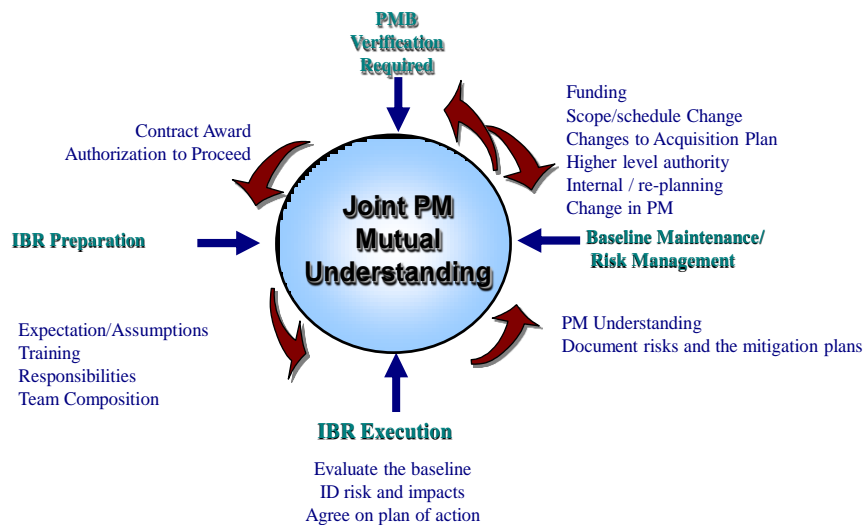 PMB
Verification
Required
Contract Award
Authorization to Proceed
Funding
Scope/schedule Change
Changes to Acquisition Plan
Higher level authority
Internal / re-planning
Change in PM
Joint PM
Mutual
Understanding
IBR Preparation
Baseline Maintenance/
Risk Management
Expectation/Assumptions
Training
Responsibilities
Team Composition
PM Understanding
Document risks and the mitigation plans
IBR Execution
Evaluate the baseline
ID risk and impacts
Agree on plan of action